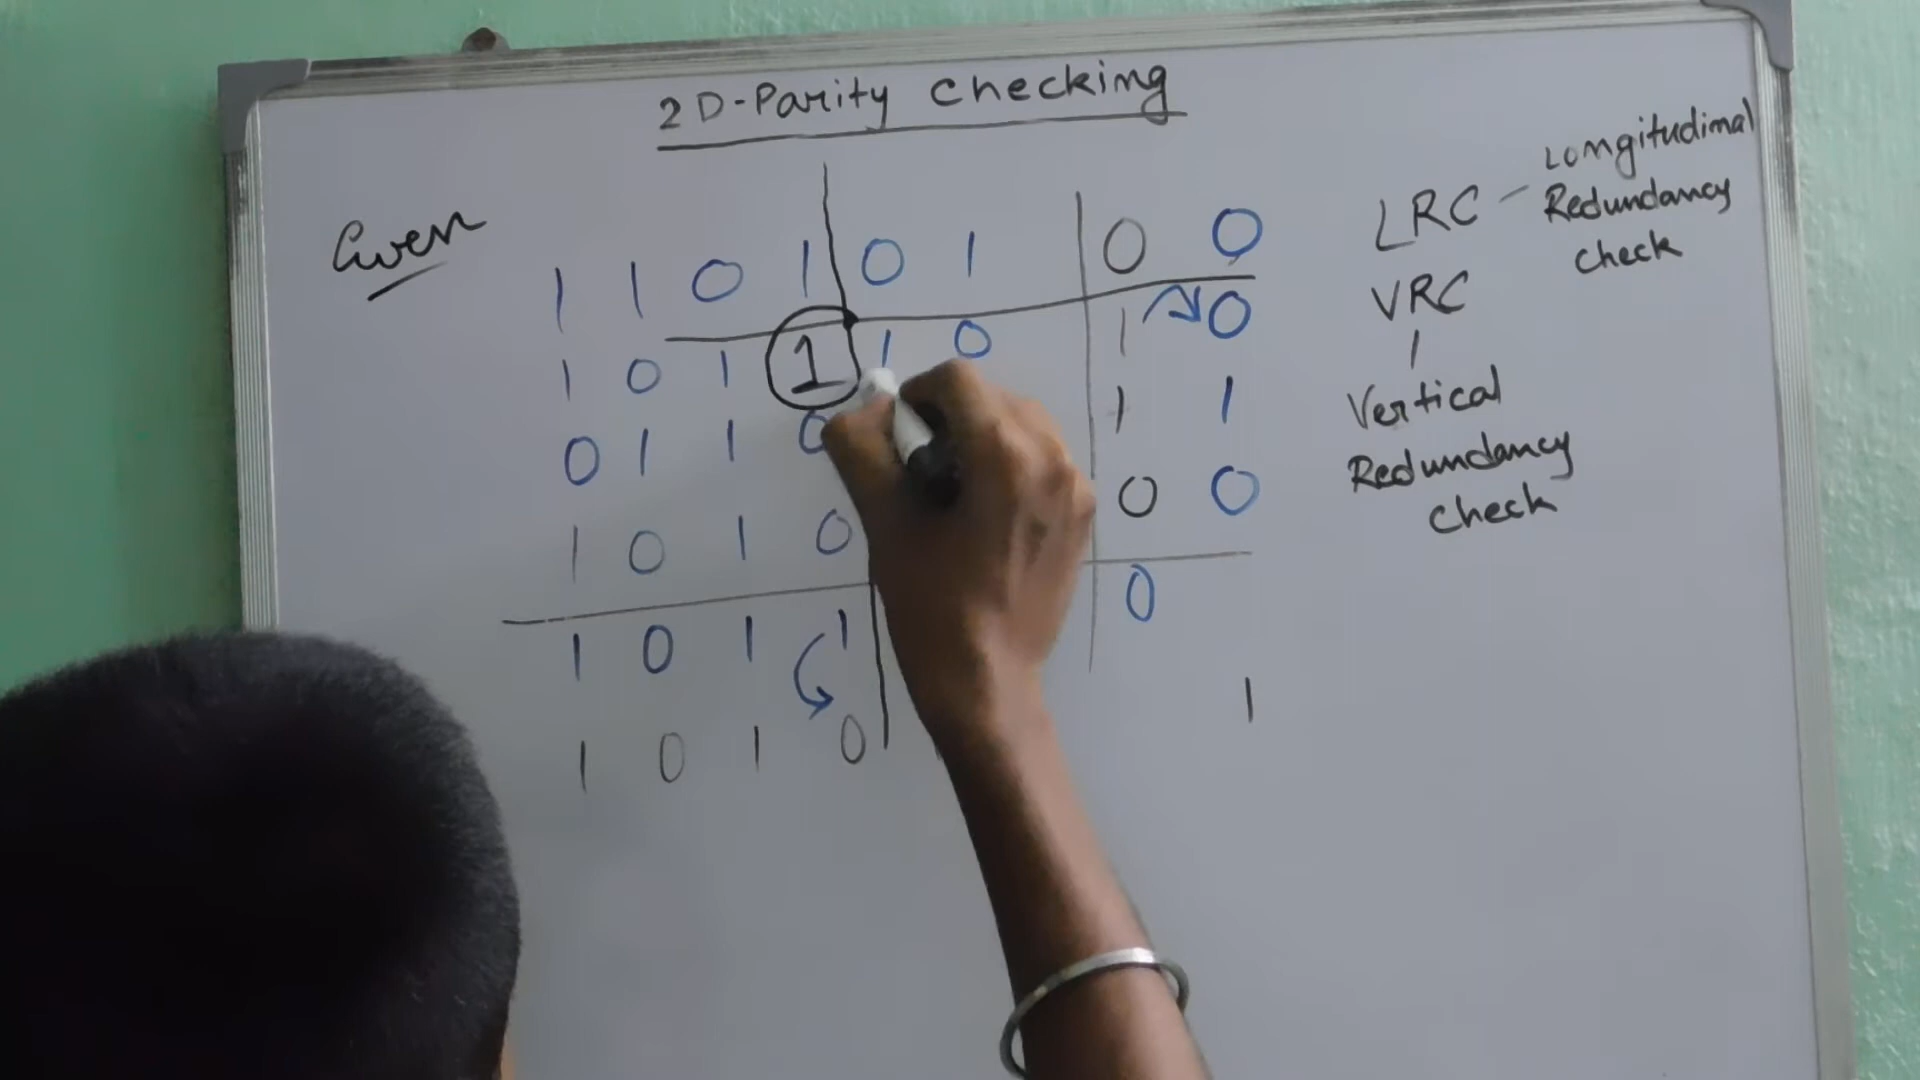 2D-Parity Checking
Even
1 1 0 1 0 1 0 0
1 0 1 1 1 0 1 0
0 1 1 0 1 1
1 0 1 0 0 0
1 0 1 1 0
1 0 1 0 1
LRC - Longitudimal
Redundancy
Check
VRC
Vertical
Redundancy
Check